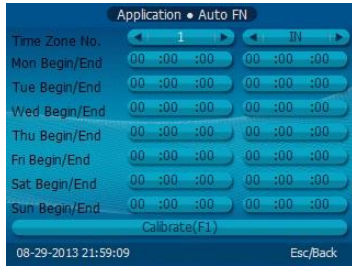 Application • Auto FN
Time Zone No. 1 IN
Mon Begin/End 00 :00 :00 00 :00 :00
Tue Begin/End 00 :00 :00 00 :00 :00
Wed Begin/End 00 :00 :00 00 :00 :00
Thu Begin/End 00 :00 :00 00 :00 :00
Fri Begin/End 00 :00 :00 00 :00 :00
Sat Begin/End 00 :00 :00 00 :00 :00
Sun Begin/End 00 :00 :00 00 :00 :00
Calibrate(F1)
08-29-2013 21:59:09 Esc/Back